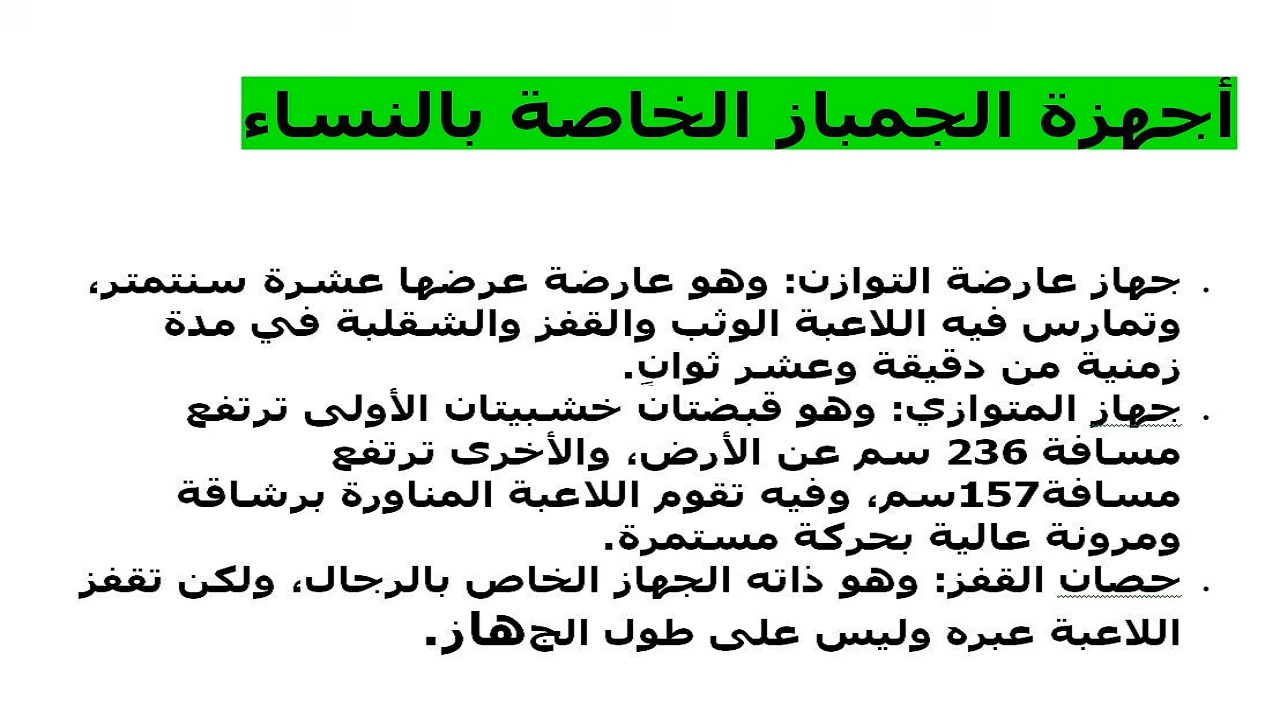 أجهزة الجمباز الخاصة بالنساء
• جهاز عارضة التوازن: وهو عارضة عرضها عشرة سنتمتر،
وتمارس فيه اللاعبة الوثب والقفز والشقلبة في مدة
زمنية من دقيقة وعشر ثوانِ.
• جهاز المتوازي: وهو قبضتان خشبيتان الأولى ترتفع
مسافة 236 سم عن الأرض، والأخرى ترتفع
مسافة157سم، وفيه تقوم اللاعبة المناورة برشاقة
ومرونة عالية بحركة مستمرة.
• حصان القفز: وهو ذاته الجهاز الخاص بالرجال، ولكن تقفز
اللاعبة عبره وليس على طول الجهاز.